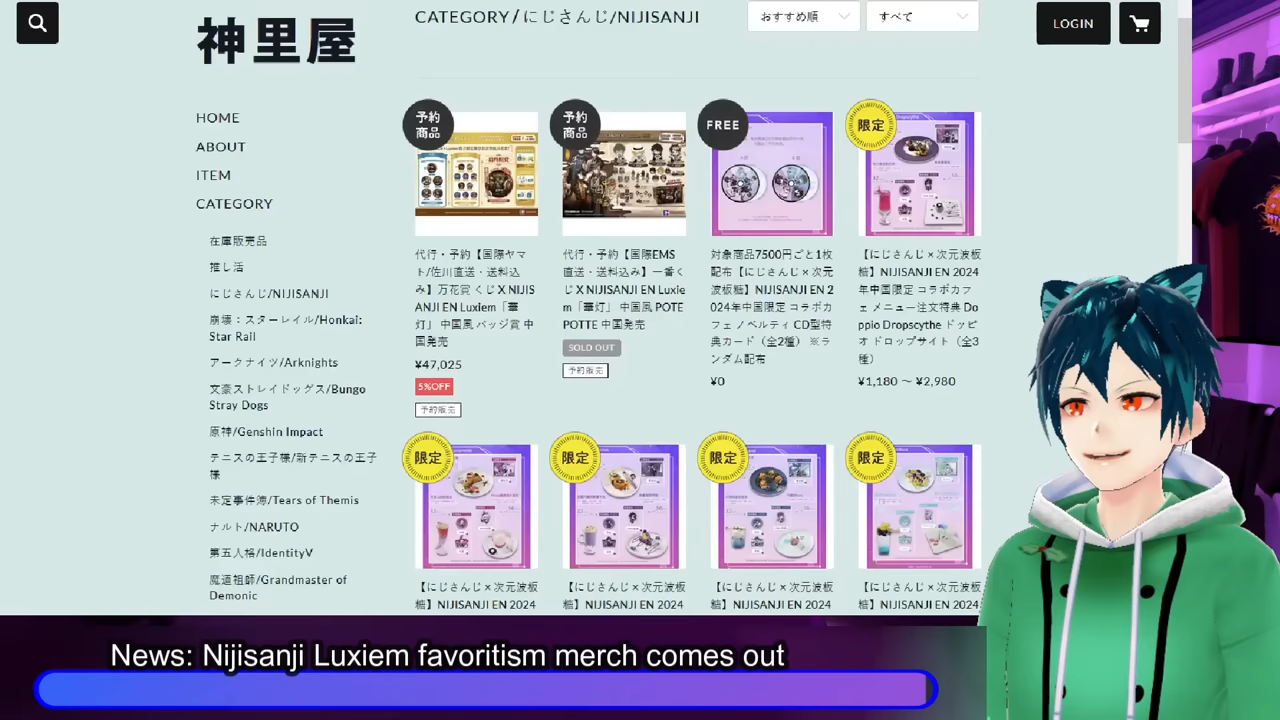 神里屋
CATEGORY / にじさんじ/NIJISANJI
おすすめ順
すべて
LOGIN
HOME
ABOUT
ITEM
CATEGORY
在庫販売品
推し活
にじさんじ/NIJISANJI
崩壊：スターレイル/Honkai:
Star Rail
アークナイツ/Arknights
文豪ストレイドッグス/Bungo
Stray Dogs
原神/Genshin Impact
テニスの王子様/新テニスの王子
様
未定事件簿/Tears of Themis
ナルト/NARUTO
第五人格/IdentityV
魔道祖師/Grandmaster of
Demonic
予約
商品
代行・予約【国際ヤマ
ト/佐川直送・送料込
み】万花賞 くじ X NIJIS
ANJI EN Luxiem「華
灯」 中国風 バッジ賞 中
国発売
¥47,025
5%OFF
予約販売
予約
商品
代行・予約【国際EMS
直送・送料込み】一番く
じ X NIJISANJI EN Luxie
m「華灯」 中国風 POTE
POTTE 中国発売
SOLD OUT
予約販売
FREE
対象商品7500円ごと1枚
配布【にじさんじ×次元
波板糖】NIJISANJI EN 2
024年中国限定 コラボカ
フェ ノベルティ CD型特
典カード（全2種） ※ラ
ンダム配布
¥0
限定
【にじさんじ×次元波板
糖】NIJISANJI EN 2024
年中国限定 コラボカフ
ェ メニュー注文特典 Do
ppio Dropscythe ドッピ
オ ドロップサイト（全3
種）
¥1,180 ～ ¥2,980
限定
【にじさんじ×次元波板
糖】NIJISANJI EN 2024
限定
【にじさんじ×次元波板
糖】NIJISANJI EN 2024
限定
【にじさんじ×次元波板
糖】NIJISANJI EN 2024
限定
【にじさんじ×次元波板
糖】NIJISANJI EN 2024
News: Nijisanji Luxiem favoritism merch comes out